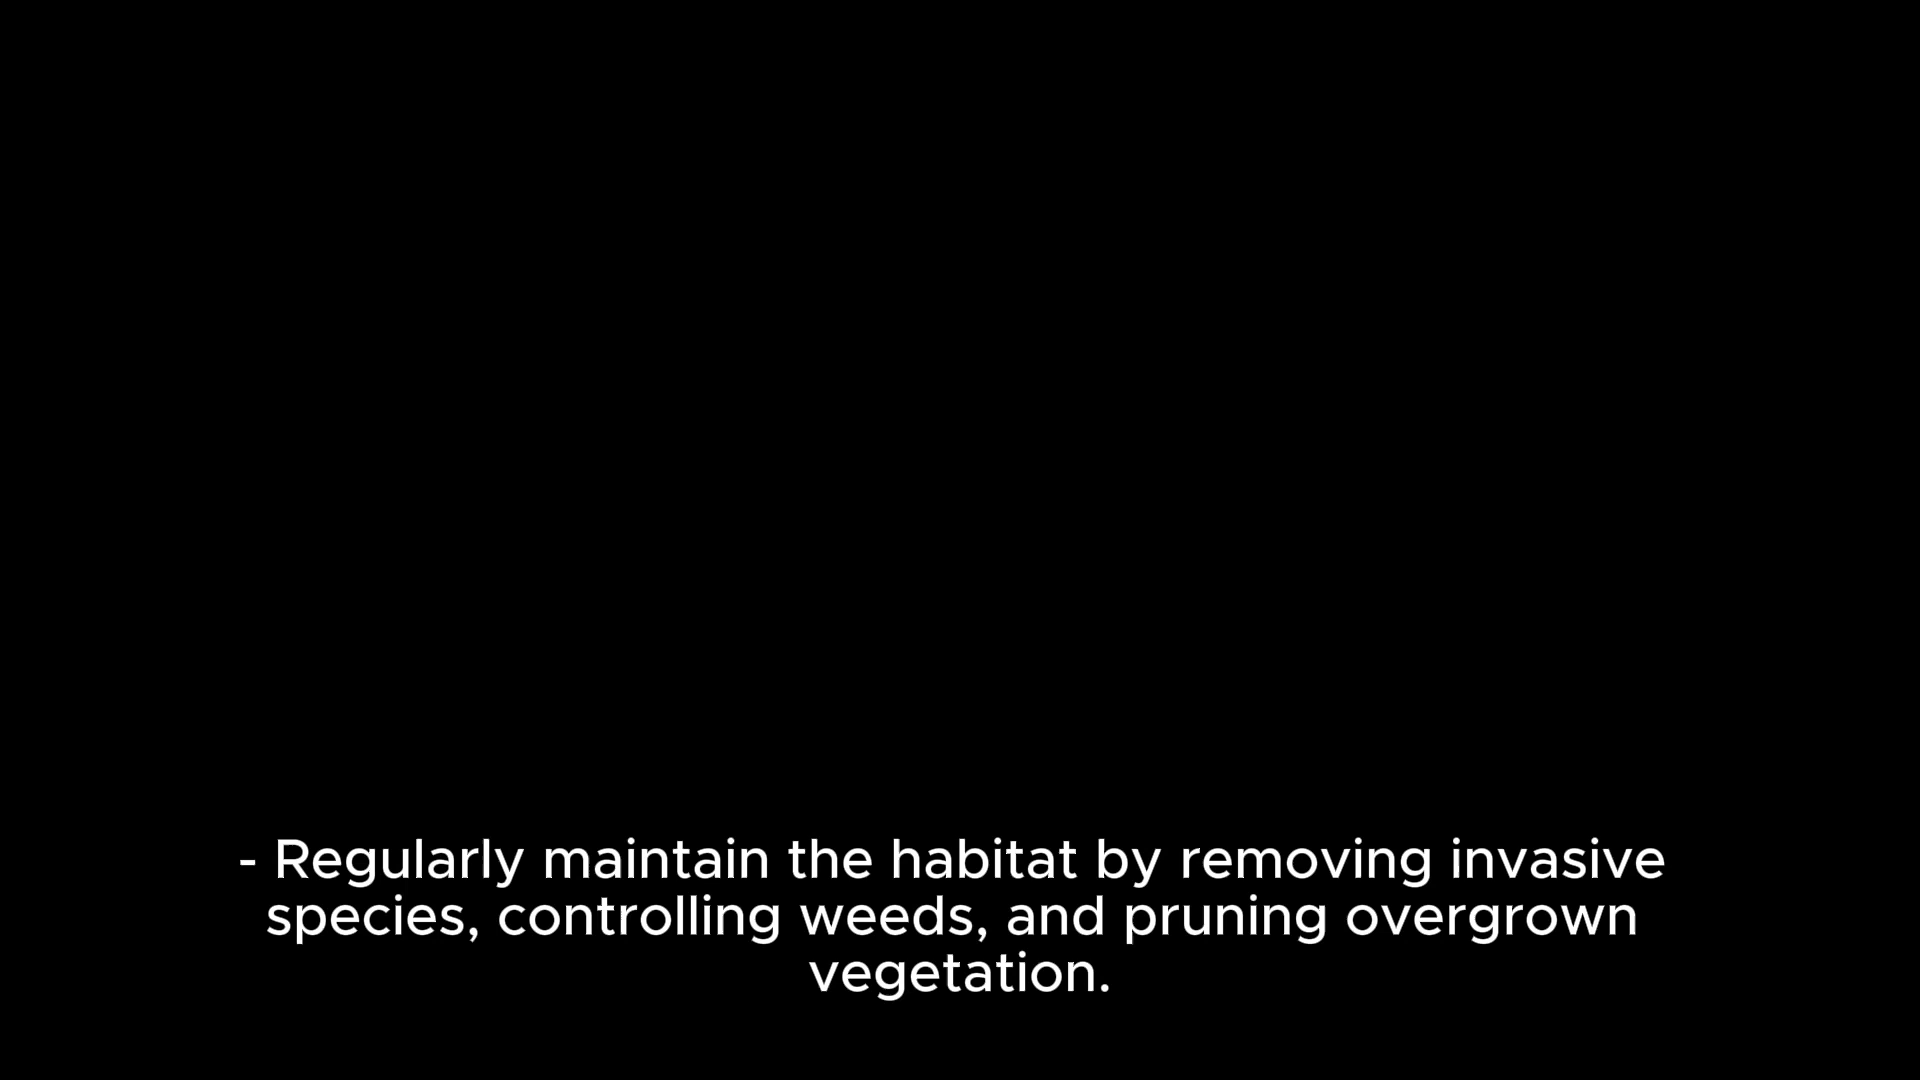 - Regularly maintain the habitat by removing invasive
species, controlling weeds, and pruning overgrown
vegetation.